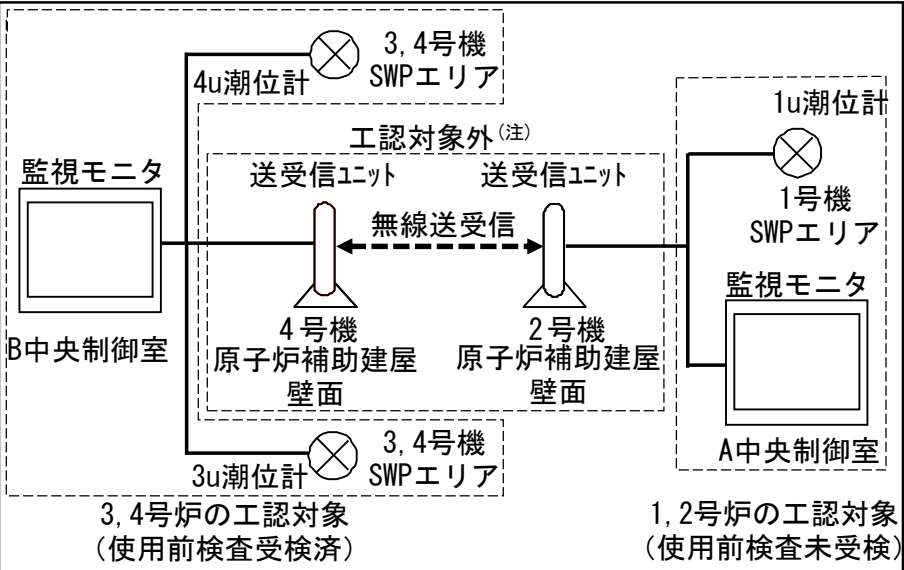 3,4号機
SWPエリア
4u潮位計
1u潮位計
工認対象外(注)
監視モニタ
送受信ﾕﾆｯﾄ
送受信ﾕﾆｯﾄ
1号機
SWPエリア
無線送受信
監視モニタ
B中央制御室
4号機
原子炉補助建屋
壁面
2号機
原子炉補助建屋
壁面
3,4号機
SWPエリア
3u潮位計
A中央制御室
3,4号炉の工認対象
（使用前検査受検済）
1,2号炉の工認対象
（使用前検査未受検）